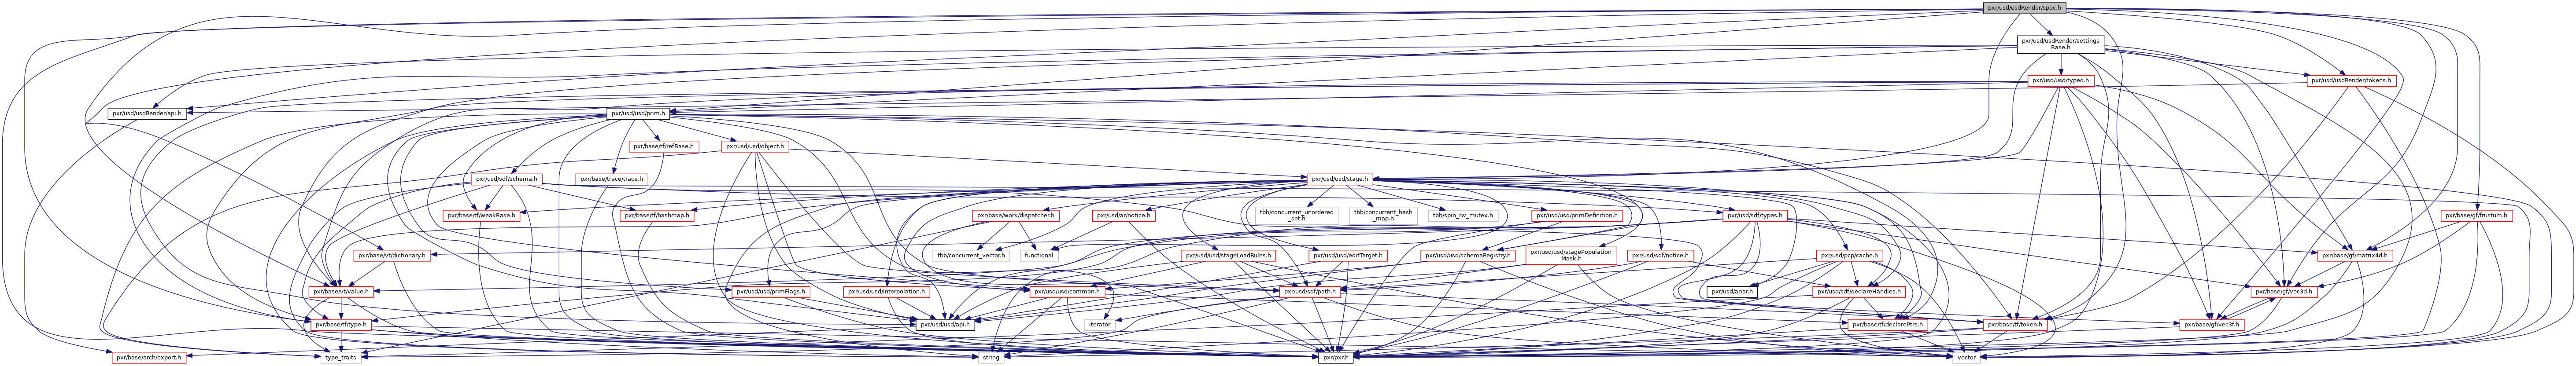 pxr/usd/usdRender/spec.h
pxr/usd/usdRender/settings
Base.h
pxr/usd/usd/typed.h
pxr/usd/usdRender/tokens.h
pxr/usd/usdRender/api.h
pxr/usd/usd/prim.h
pxr/base/tf/refBase.h
pxr/usd/usd/object.h
pxr/usd/sdf/schema.h
pxr/base/trace/trace.h
pxr/usd/usd/stage.h
pxr/base/tf/weakBase.h
pxr/base/tf/hashmap.h
pxr/base/work/dispatcher.h
pxr/usd/ar/notice.h
tbb/concurrent_unordered
_set.h
tbb/concurrent_hash
_map.h
tbb/spin_rw_mutex.h
pxr/usd/usd/primDefinition.h
pxr/usd/sdf/types.h
pxr/base/gf/frustum.h
pxr/base/vt/dictionary.h
tbb/concurrent_vector.h
functional
pxr/usd/usd/stageLoadRules.h
pxr/usd/usd/editTarget.h
pxr/usd/usd/schemaRegistry.h
pxr/usd/usd/stagePopulation
Mask.h
pxr/usd/sdf/notice.h
pxr/usd/pcp/cache.h
pxr/base/gf/matrix4d.h
pxr/base/vt/value.h
pxr/usd/usd/primFlags.h
pxr/usd/usd/interpolation.h
pxr/usd/usd/common.h
pxr/usd/sdf/path.h
pxr/usd/ar/ar.h
pxr/usd/sdf/declareHandles.h
pxr/base/gf/vec3d.h
pxr/base/tf/type.h
pxr/usd/usd/api.h
iterator
pxr/base/tf/declarePtrs.h
pxr/base/tf/token.h
pxr/base/gf/vec3f.h
pxr/base/arch/export.h
type_traits
string
pxr/pxr.h
vector